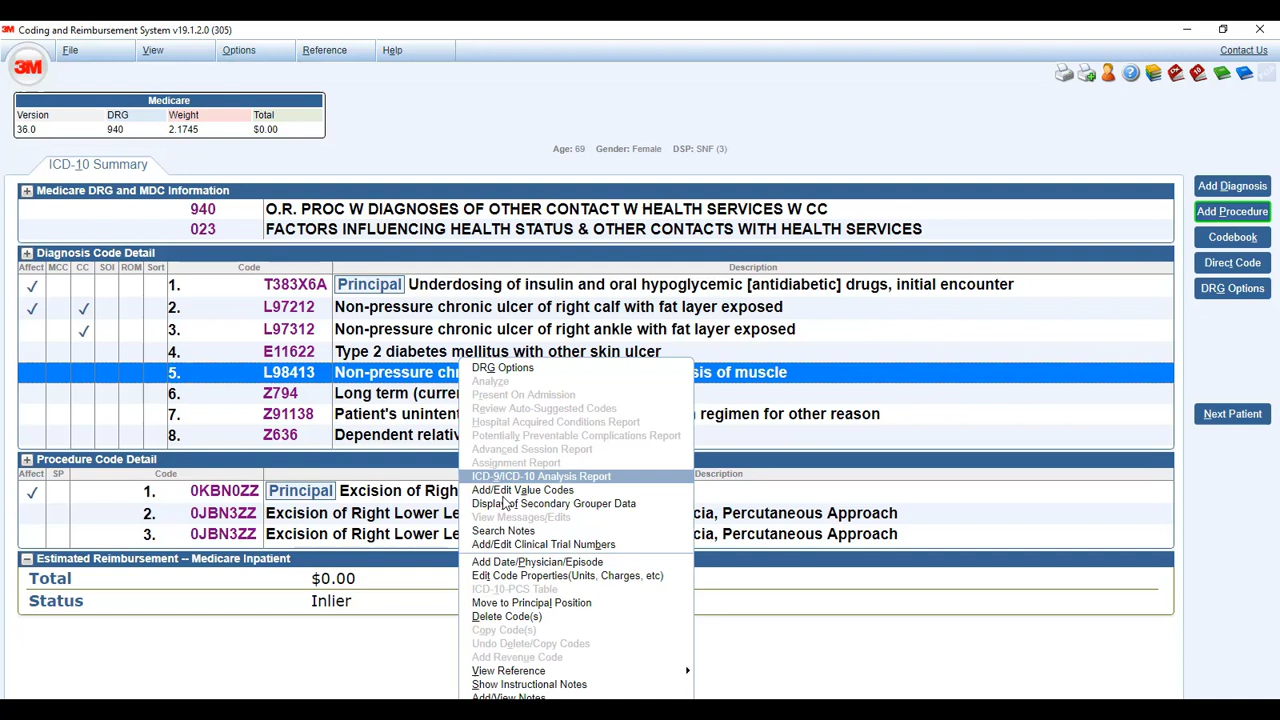 3M Coding and Reimbursement System v19.1.2.0 (305)
File View Options Reference Help Contact Us
3M
Medicare
Version DRG Weight Total
36.0 940 2.1745 $0.00
Age: 69 Gender: Female DSP: SNF (3)
ICD-10 Summary
Add Diagnosis
Medicare DRG and MDC Information
940 O.R. PROC W DIAGNOSES OF OTHER CONTACT W HEALTH SERVICES W CC
Add Procedure
023 FACTORS INFLUENCING HEALTH STATUS & OTHER CONTACTS WITH HEALTH SERVICES
Codebook
Diagnosis Code Detail
Direct Code
Affect MCC CC SOI ROM Sort Code Description
1. T383X6A Principal Underdosing of insulin and oral hypoglycemic [antidiabetic] drugs, initial encounter
DRG Options
2. L97212 Non-pressure chronic ulcer of right calf with fat layer exposed
3. L97312 Non-pressure chronic ulcer of right ankle with fat layer exposed
4. E11622 Type 2 diabetes mellitus with other skin ulcer
5. L98413 Non-pressure chr sis of muscle
6. Z794 Long term (curre
7. Z91138 Patient's uninten regimen for other reason
Next Patient
8. Z636 Dependent relativ
Procedure Code Detail
Affect SP Code Description
1. 0KBN0ZZ Principal Excision of Righ
2. 0JBN3ZZ Excision of Right Lower Le cia, Percutaneous Approach
3. 0JBN3ZZ Excision of Right Lower Le cia, Percutaneous Approach
Estimated Reimbursement -- Medicare Inpatient
Total $0.00
Status Inlier
DRG Options
Analyze
Present On Admission
Review Auto-Suggested Codes
Hospital Acquired Conditions Report
Potentially Preventable Complications Report
Advanced Session Report
Assignment Report
ICD-9/ICD-10 Analysis Report
Add/Edit Value Codes
Display of Secondary Grouper Data
View Messages/Edits
Search Notes
Add/Edit Clinical Trial Numbers
Add Date/Physician/Episode
Edit Code Properties(Units, Charges, etc)
ICD-10-PCS Table
Move to Principal Position
Delete Code(s)
Copy Code(s)
Undo Delete/Copy Codes
Add Revenue Code
View Reference
Show Instructional Notes
Add/View Notes